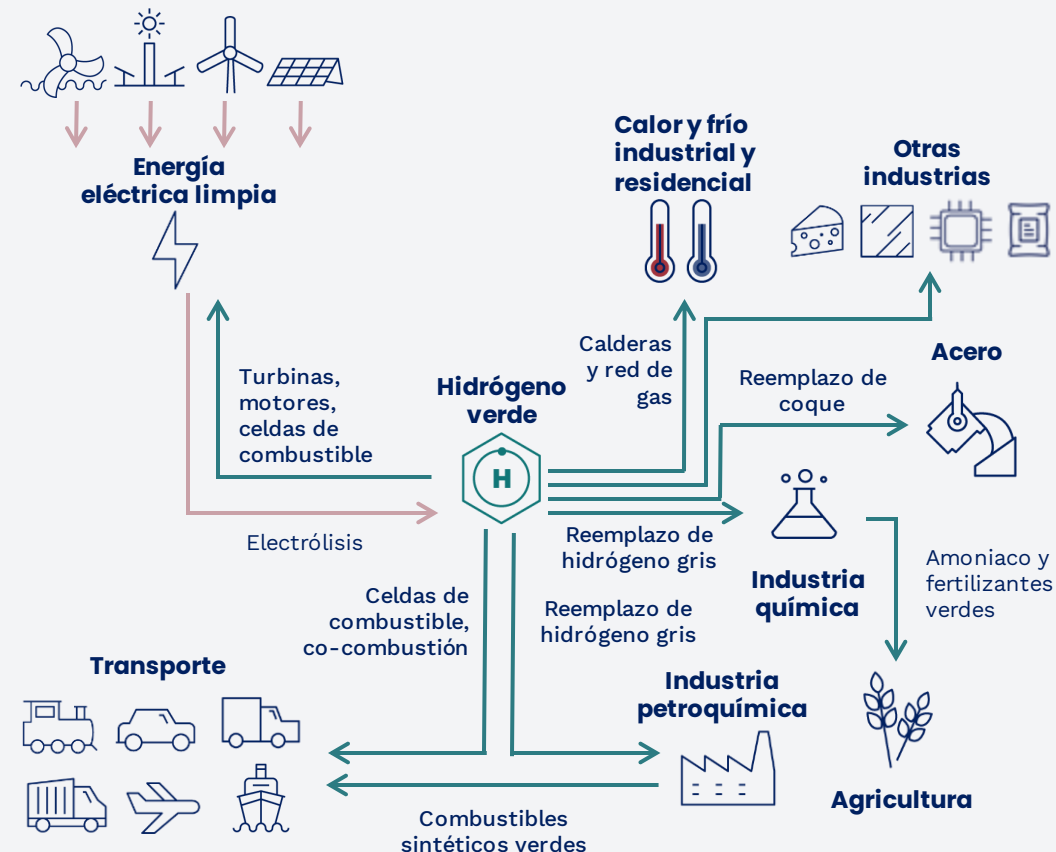 Energía
eléctrica limpia
Calor y frío
industrial y
residencial
Otras
industrias
Turbinas,
motores,
celdas de
combustible
Hidrógeno
verde
H
Calderas
y red de
gas
Reemplazo de
coque
Acero
Electrólisis
Reemplazo de
hidrógeno gris
Industria
química
Amoniaco y
fertilizantes
verdes
Celdas de
combustible,
co-combustión
Reemplazo de
hidrógeno gris
Transporte
Industria
petroquímica
Agricultura
Combustibles
sintéticos verdes